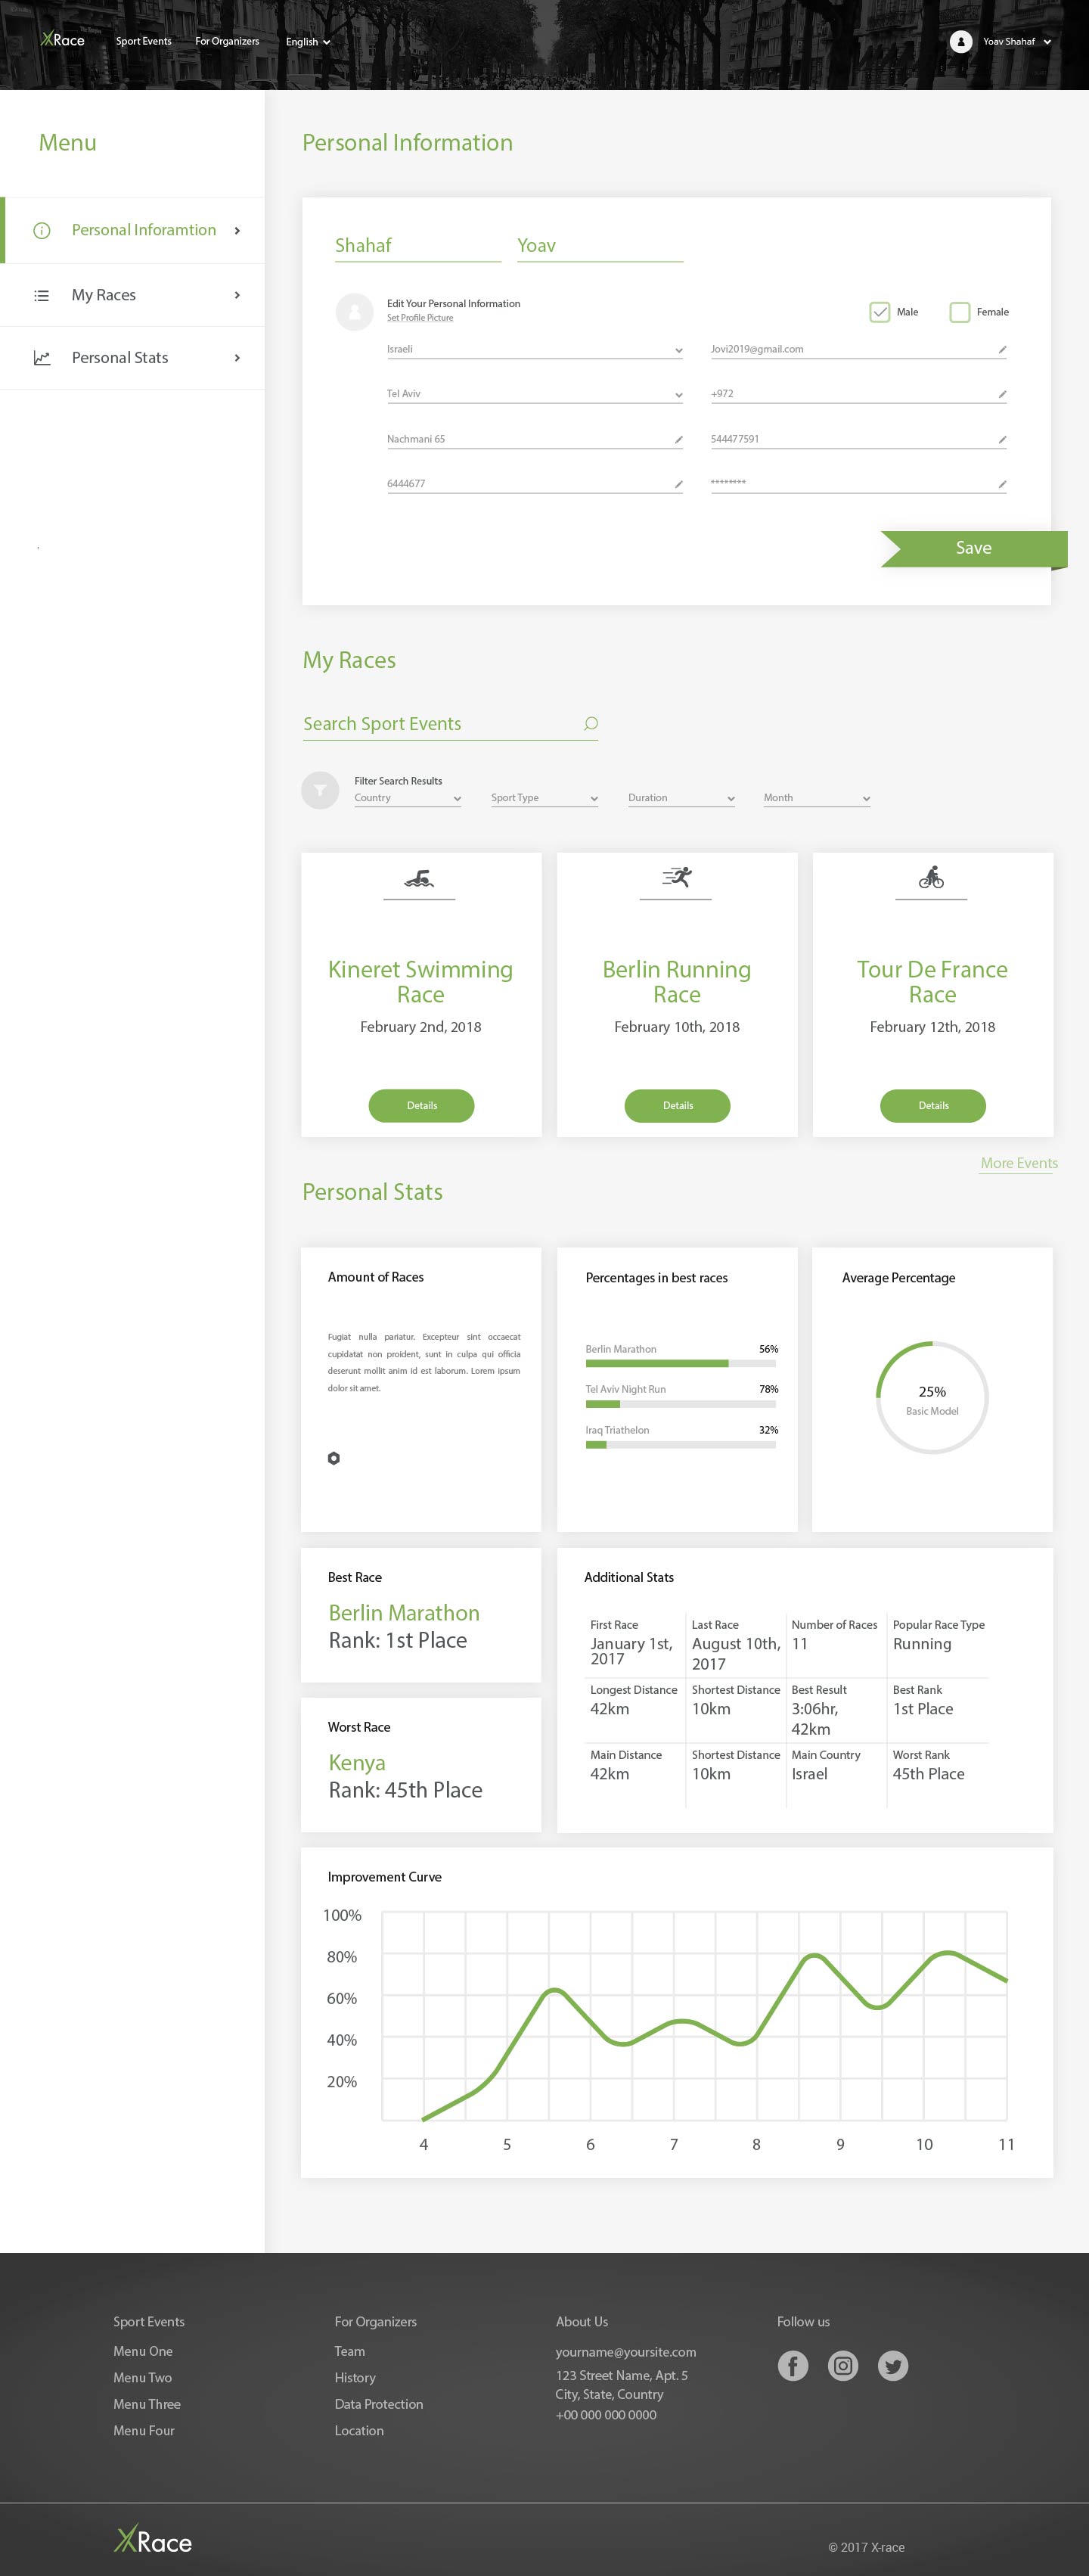 XRace
Sport Events
For Organizers
English
Yoav Shahaf
Menu
Personal Inforamtion
My Races
Personal Stats
Personal Information
Shahaf
Yoav
Edit Your Personal Information
Set Profile Picture
Male
Female
Israeli
Jovi2019@gmail.com
Tel Aviv
+972
Nachmani 65
544477591
6444677
********
Save
My Races
Search Sport Events
Filter Search Results
Country
Sport Type
Duration
Month
Kineret Swimming
Race
February 2nd, 2018
Details
Berlin Running
Race
February 10th, 2018
Details
Tour De France
Race
February 12th, 2018
Details
More Events
Personal Stats
Amount of Races
Fugiat nulla pariatur. Excepteur sint occaecat
cupidatat non proident, sunt in culpa qui officia
deserunt mollit anim id est laborum. Lorem ipsum
dolor sit amet.
Percentages in best races
Berlin Marathon 56%
Tel Aviv Night Run 78%
Iraq Triathelon 32%
Average Percentage
25%
Basic Model
Best Race
Berlin Marathon
Rank: 1st Place
Worst Race
Kenya
Rank: 45th Place
Additional Stats
First Race
January 1st,
2017
Last Race
August 10th,
2017
Number of Races
11
Popular Race Type
Running
Longest Distance
42km
Shortest Distance
10km
Best Result
3:06hr,
42km
Best Rank
1st Place
Main Distance
42km
Shortest Distance
10km
Main Country
Israel
Worst Rank
45th Place
Improvement Curve
100%
80%
60%
40%
20%
4 5 6 7 8 9 10 11
Sport Events
Menu One
Menu Two
Menu Three
Menu Four
For Organizers
Team
History
Data Protection
Location
About Us
yourname@yoursite.com
123 Street Name, Apt. 5
City, State, Country
+00 000 000 0000
Follow us
XRace
© 2017 X-race